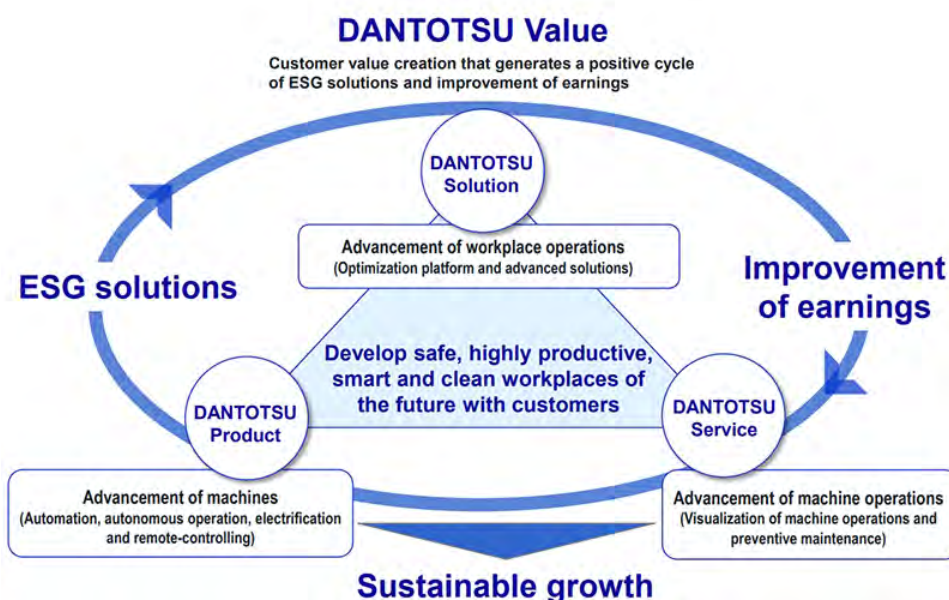 DANTOTSU Value
Customer value creation that generates a positive cycle
of ESG solutions and improvement of earnings
DANTOTSU
Solution
Advancement of workplace operations
(Optimization platform and advanced solutions)
ESG solutions
Improvement
of earnings
Develop safe, highly productive,
smart and clean workplaces of
the future with customers
DANTOTSU
Product
DANTOTSU
Service
Advancement of machines
(Automation, autonomous operation, electrification
and remote-controlling)
Advancement of machine operations
(Visualization of machine operations and
preventive maintenance)
Sustainable growth